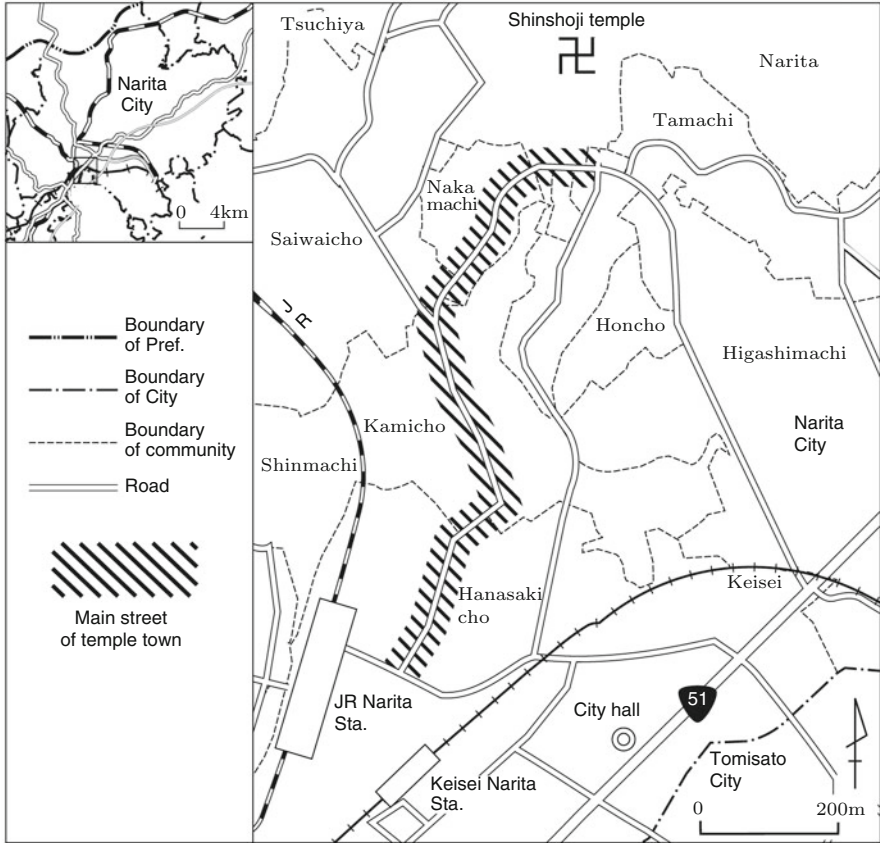 Narita
City
0 4km
Boundary
of Pref.
Boundary
of City
Boundary
of community
Road
Main street
of temple town
Tsuchiya
Shinshoji temple
卍
Narita
Tamachi
Naka
machi
Saiwaicho
JR
Honcho
Higashimachi
Kamicho
Narita
City
Shinmachi
Keisei
Hanasaki
cho
JR Narita
Sta.
City hall
51
Keisei Narita
Sta.
Tomisato
City
0 200m